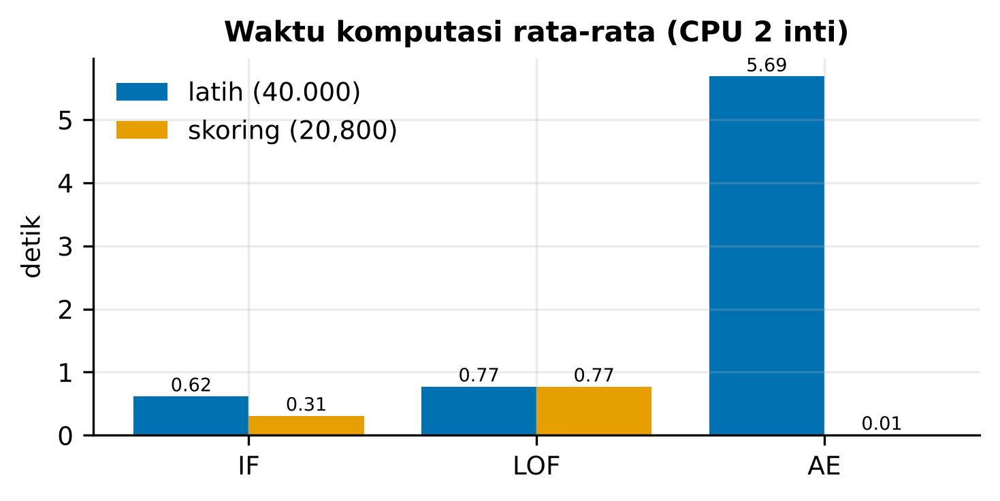 Waktu komputasi rata-rata (CPU 2 inti)
latih (40.000)
skoring (20,800)
detik
5
4
3
2
1
0
0.62
0.31
0.77
0.77
5.69
0.01
IF
LOF
AE